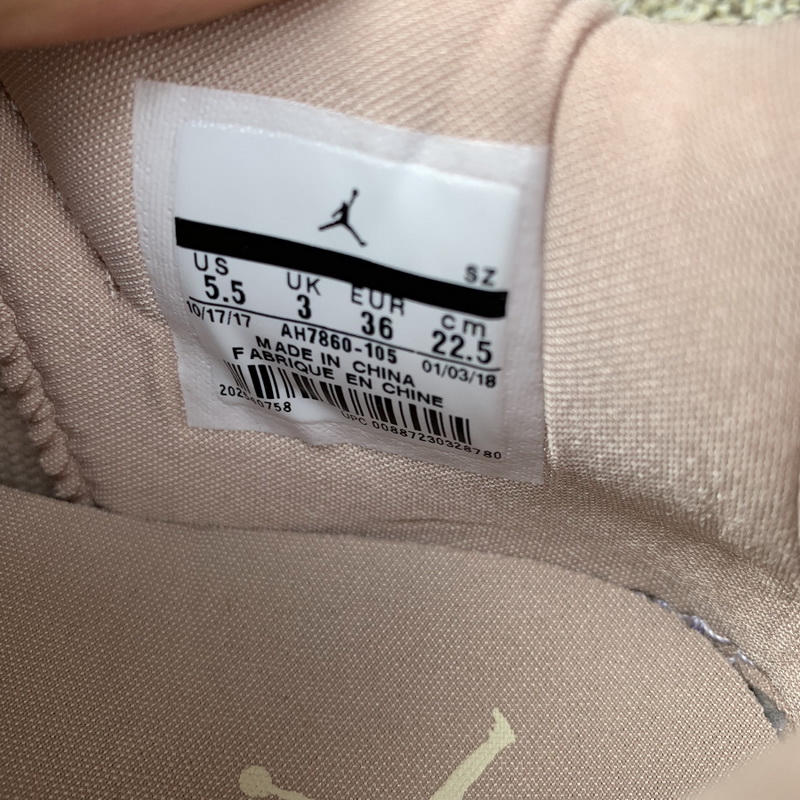 SZ
US UK EUR cm
5.5 3 36 22.5
10/17/17 AH7860-105 01/03/18
MADE IN CHINA
FABRIQUE EN CHINE
UPC 00887230328780